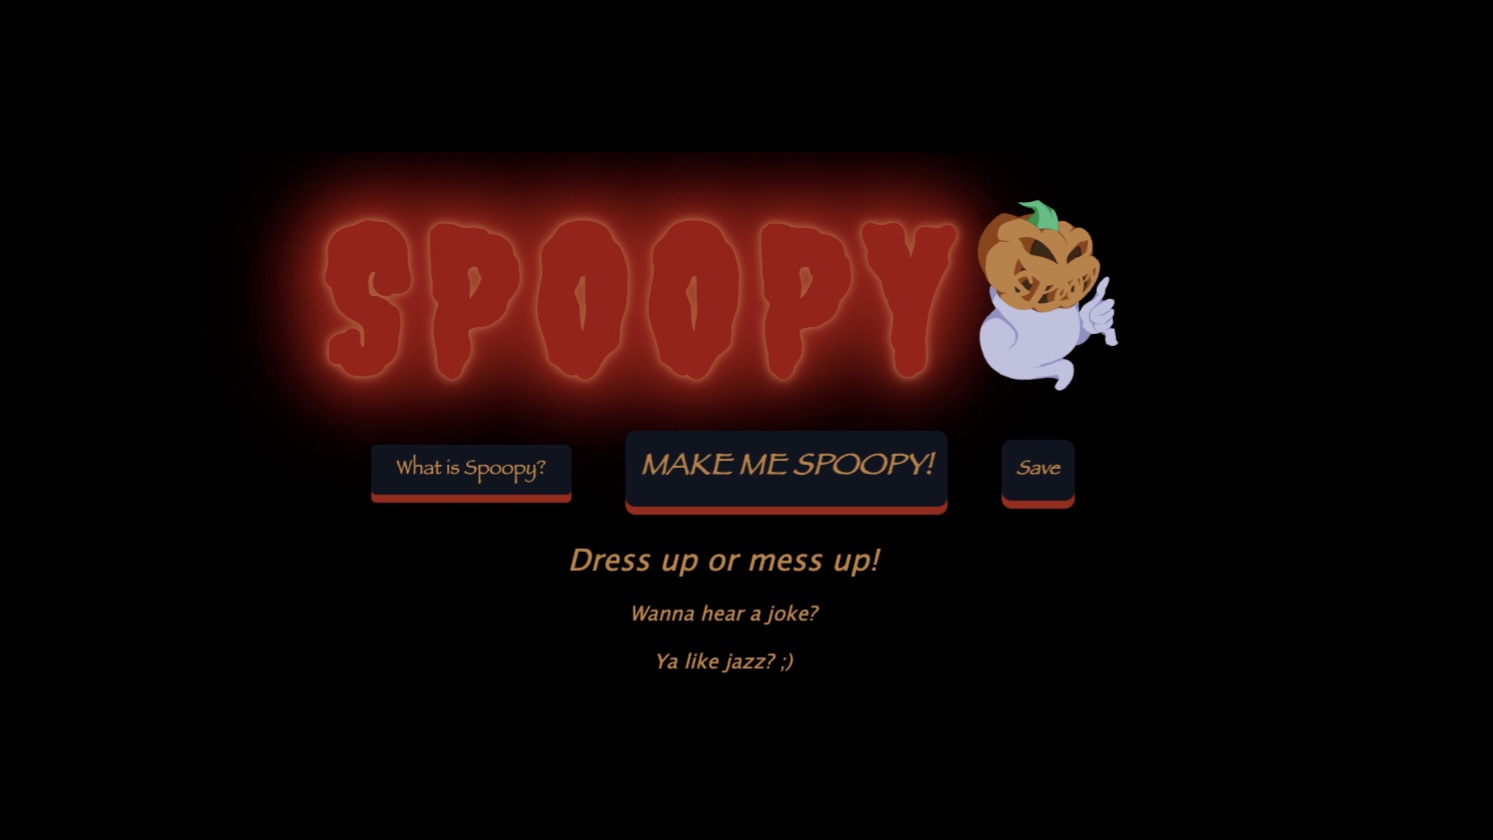 SPOOPY
What is Spoopy?
MAKE ME SPOOPY!
Save
Dress up or mess up!
Wanna hear a joke?
Ya like jazz? ;)